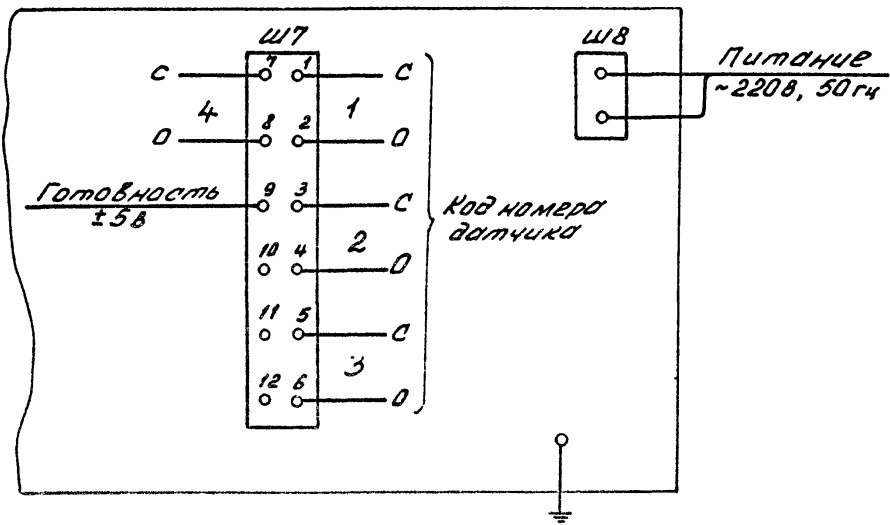 Ш7
Ш8
Питание
~220в, 50гц
С 7 1 С
4 1
О 8 2 О
Готовность 9 3 С
±5в
Код номера
датчика
10 4 2 О
11 5 С
3
12 6 О